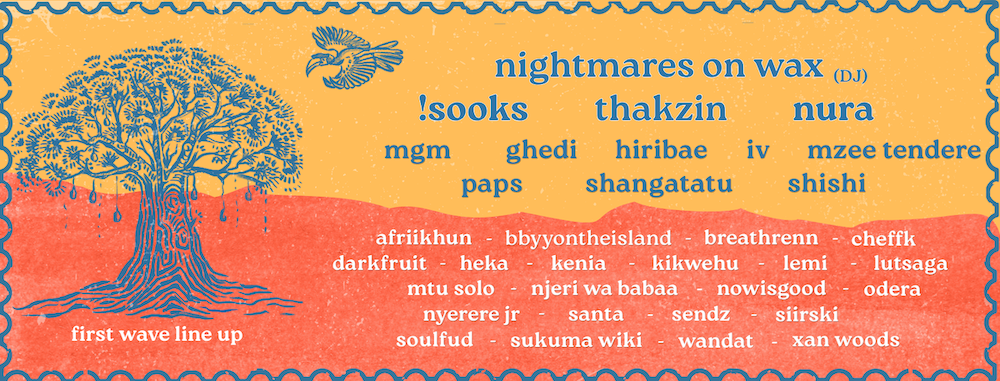 nightmares on wax (DJ)
!sooks thakzin nura
mgm ghedi hiribae iv mzee tendere
paps shangatatu shishi
afriikhun - bbyyontheisland - breathrenn - cheffk
darkfruit - heka - kenia - kikwehu - lemi - lutsaga
mtu solo - njeri wa babaa - nowisgood - odera
nyerere jr - santa - sendz - siirski
soulfud - sukuma wiki - wandat - xan woods
first wave line up